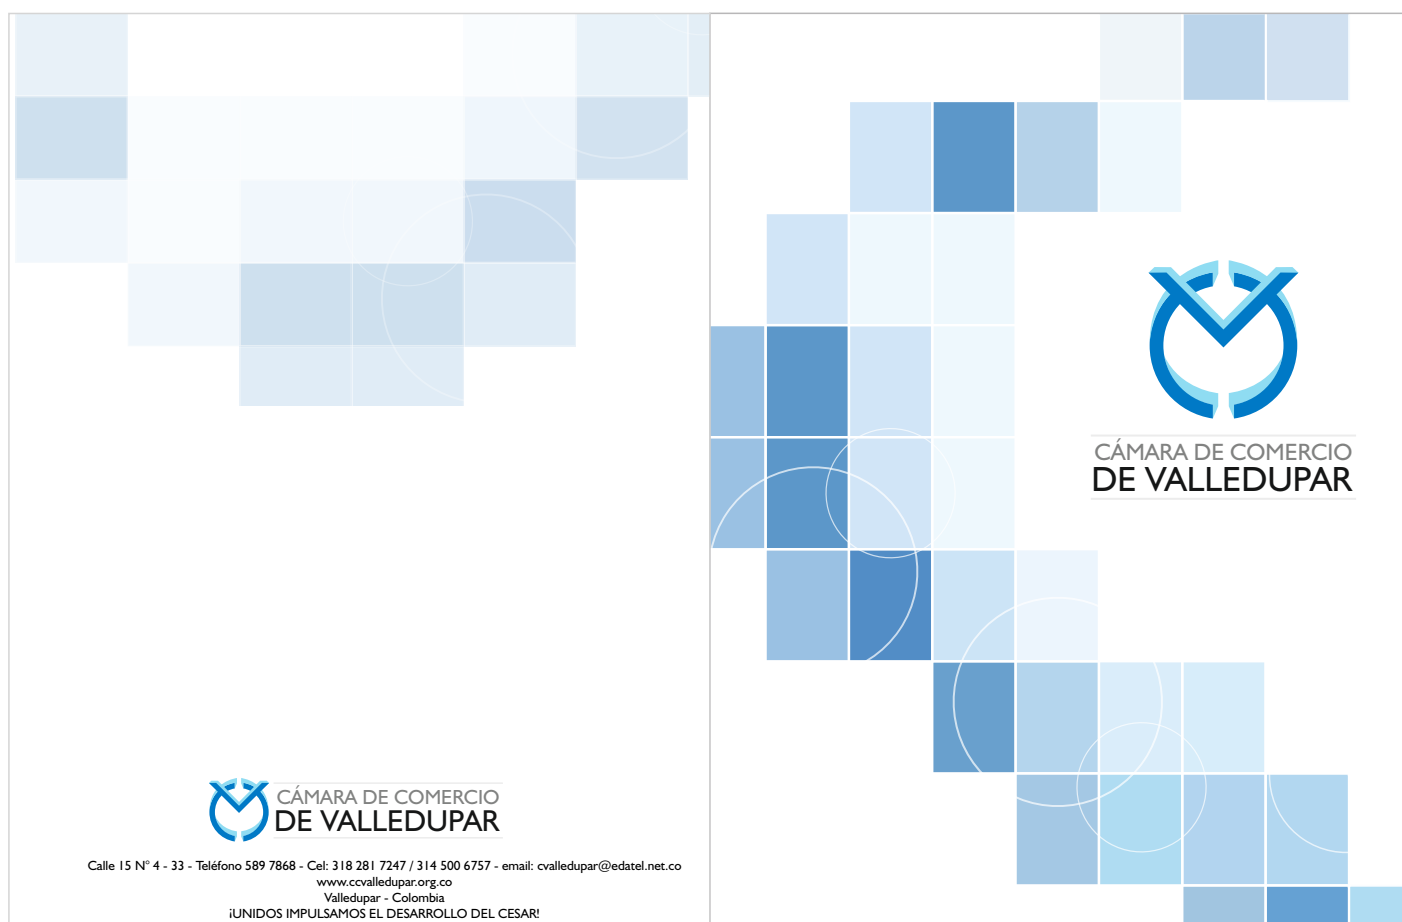 CÁMARA DE COMERCIO
DE VALLEDUPAR
Calle 15 N° 4 - 33 - Teléfono 589 7868 - Cel: 318 281 7247 / 314 500 6757 - email: cvalledupar@edatel.net.co
www.ccvalledupar.org.co
Valledupar - Colombia
¡UNIDOS IMPULSAMOS EL DESARROLLO DEL CESAR!
CÁMARA DE COMERCIO
DE VALLEDUPAR